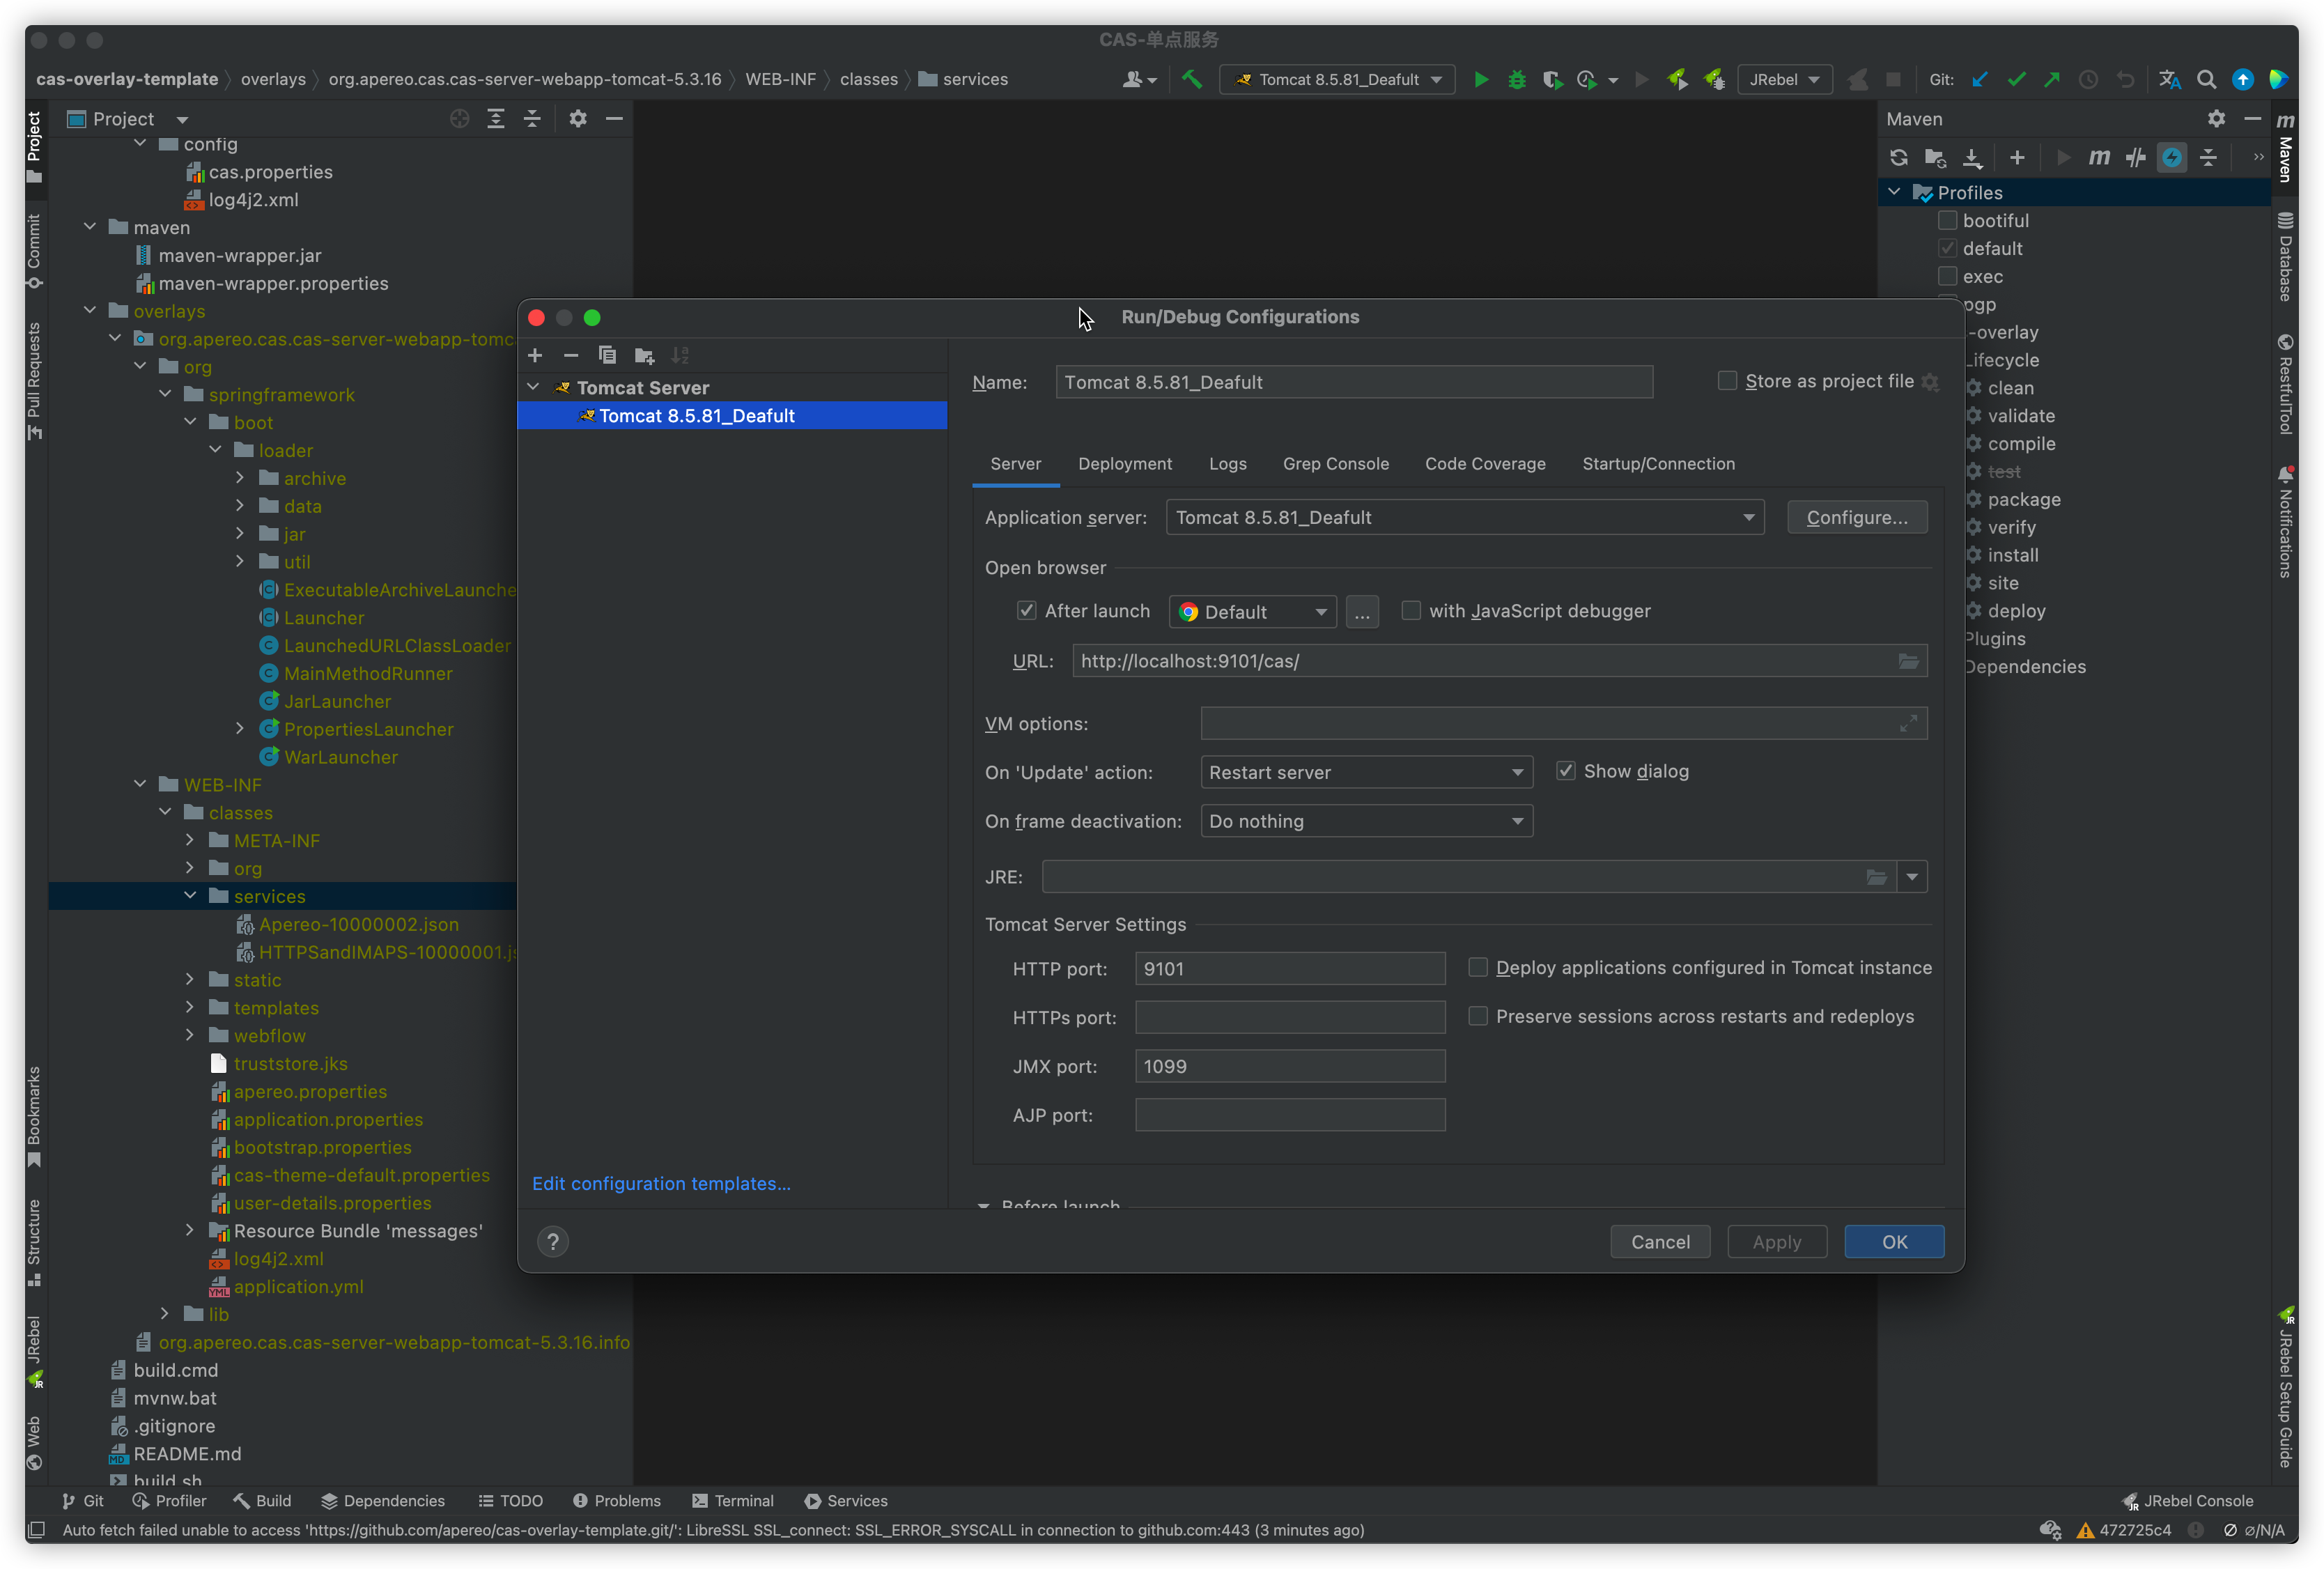 CAS-单点服务
cas-overlay-template
overlays
org.apereo.cas.cas-server-webapp-tomcat-5.3.16
WEB-INF
classes
services
Tomcat 8.5.81_Deafult
JRebel
Git:
Project
Project
Commit
Pull Requests
Bookmarks
Structure
JRebel
Web
config
cas.properties
log4j2.xml
maven
maven-wrapper.jar
maven-wrapper.properties
overlays
org.apereo.cas.cas-server-webapp-tomc
org
springframework
boot
loader
archive
data
jar
util
ExecutableArchiveLaunche
Launcher
LaunchedURLClassLoader
MainMethodRunner
JarLauncher
PropertiesLauncher
WarLauncher
WEB-INF
classes
META-INF
org
services
Apereo-10000002.json
HTTPSandIMAPS-10000001.js
static
templates
webflow
truststore.jks
apereo.properties
application.properties
bootstrap.properties
cas-theme-default.properties
user-details.properties
Resource Bundle 'messages'
log4j2.xml
application.yml
lib
org.apereo.cas.cas-server-webapp-tomcat-5.3.16.info
build.cmd
mvnw.bat
.gitignore
README.md
build.sh
Run/Debug Configurations
Tomcat Server
Tomcat 8.5.81_Deafult
Edit configuration templates...
Name:
Tomcat 8.5.81_Deafult
Store as project file
Server
Deployment
Logs
Grep Console
Code Coverage
Startup/Connection
Application server:
Tomcat 8.5.81_Deafult
Configure...
Open browser
After launch
Default
...
with JavaScript debugger
URL:
http://localhost:9101/cas/
VM options:
On 'Update' action:
Restart server
Show dialog
On frame deactivation:
Do nothing
JRE:
Tomcat Server Settings
HTTP port:
9101
Deploy applications configured in Tomcat instance
HTTPs port:
Preserve sessions across restarts and redeploys
JMX port:
1099
AJP port:
Before launch
?
Cancel
Apply
OK
Maven
Profiles
bootiful
default
exec
pgp
-overlay
Lifecycle
clean
validate
compile
test
package
verify
install
site
deploy
Plugins
Dependencies
Maven
Database
RestfulTool
Notifications
JRebel Setup Guide
Git
Profiler
Build
Dependencies
TODO
Problems
Terminal
Services
JRebel Console
Auto fetch failed unable to access 'https://github.com/apereo/cas-overlay-template.git/': LibreSSL SSL_connect: SSL_ERROR_SYSCALL in connection to github.com:443 (3 minutes ago)
472725c4
∅/N/A